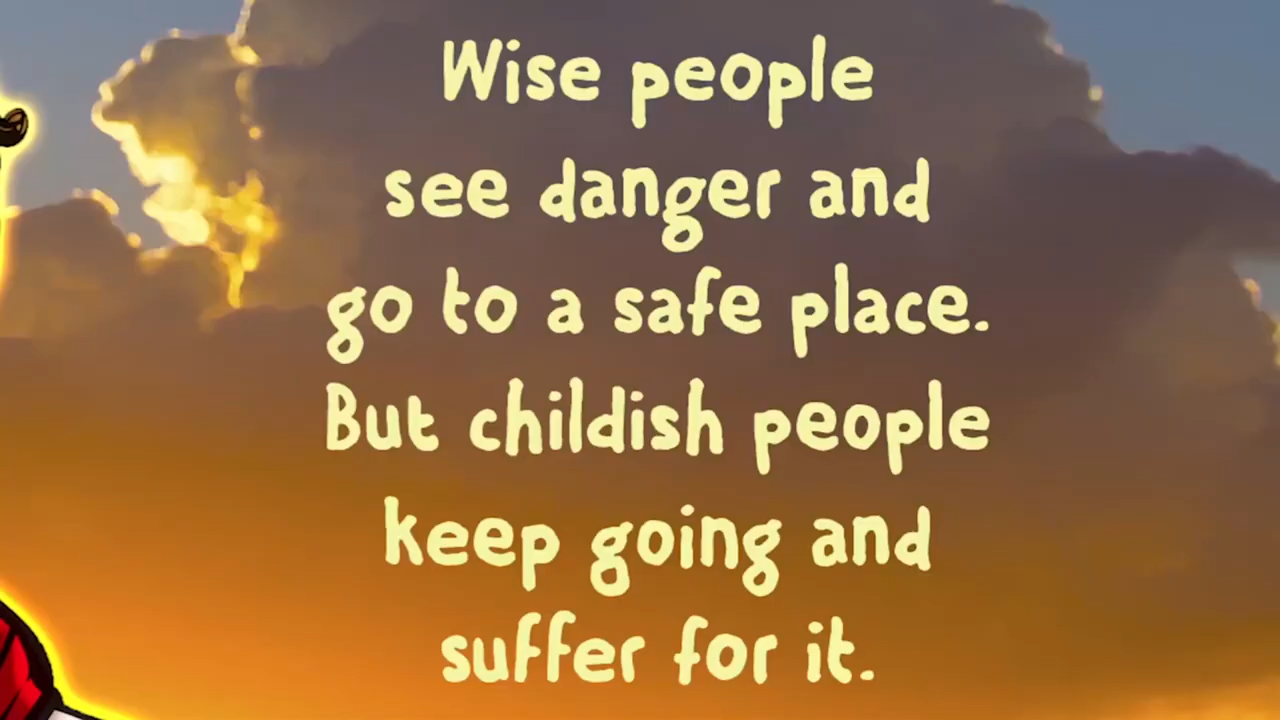 Wise people
see danger and
go to a safe place.
But childish people
keep going and
suffer for it.